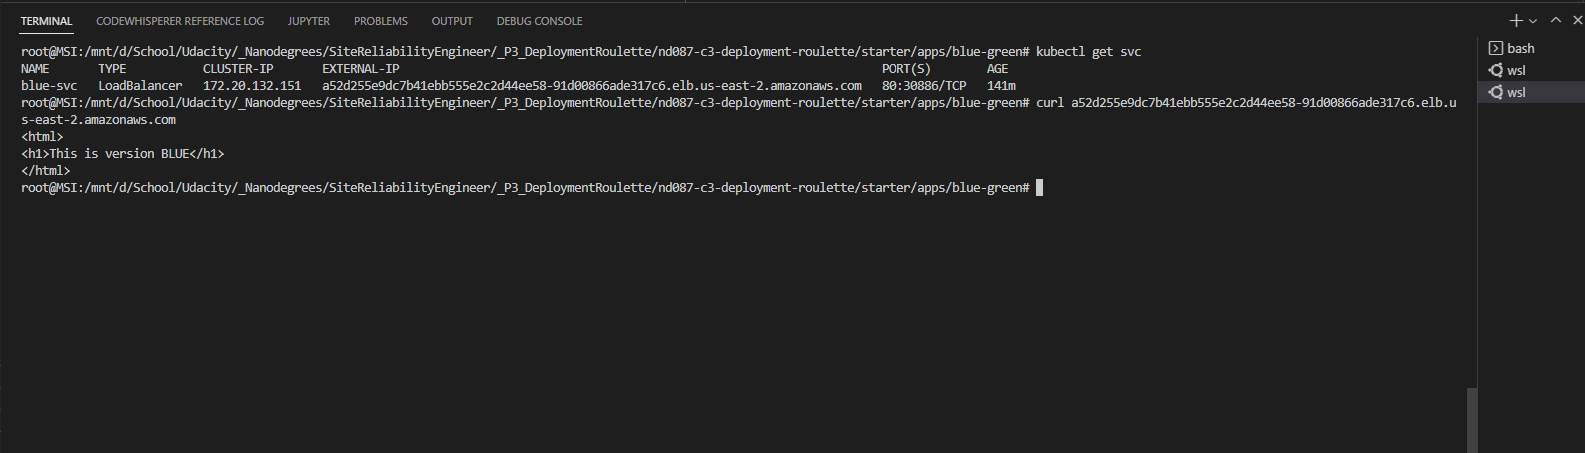 TERMINAL CODEWHISPERER REFERENCE LOG JUPYTER PROBLEMS OUTPUT DEBUG CONSOLE
root@MSI:/mnt/d/School/Udacity/_Nanodegrees/SiteReliabilityEngineer/_P3_DeploymentRoulette/nd087-c3-deployment-roulette/starter/apps/blue-green# kubectl get svc
NAME TYPE CLUSTER-IP EXTERNAL-IP PORT(S) AGE
blue-svc LoadBalancer 172.20.132.151 a52d255e9dc7b41ebb555e2c2d44ee58-91d00866ade317c6.elb.us-east-2.amazonaws.com 80:30886/TCP 141m
root@MSI:/mnt/d/School/Udacity/_Nanodegrees/SiteReliabilityEngineer/_P3_DeploymentRoulette/nd087-c3-deployment-roulette/starter/apps/blue-green# curl a52d255e9dc7b41ebb555e2c2d44ee58-91d00866ade317c6.elb.u
s-east-2.amazonaws.com
<html>
<h1>This is version BLUE</h1>
</html>
root@MSI:/mnt/d/School/Udacity/_Nanodegrees/SiteReliabilityEngineer/_P3_DeploymentRoulette/nd087-c3-deployment-roulette/starter/apps/blue-green#
bash
wsl
wsl